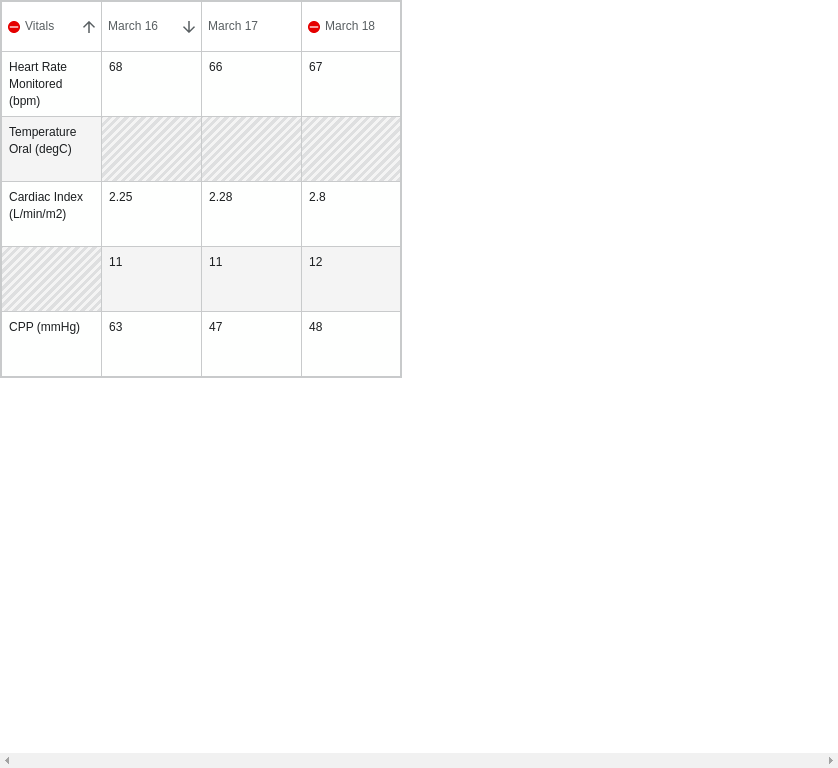 Vitals March 16 March 17 March 18
Heart Rate 68 66 67
Monitored
(bpm)
Temperature
Oral (degC)
Cardiac Index 2.25 2.28 2.8
(L/min/m2)
11 11 12
CPP (mmHg) 63 47 48